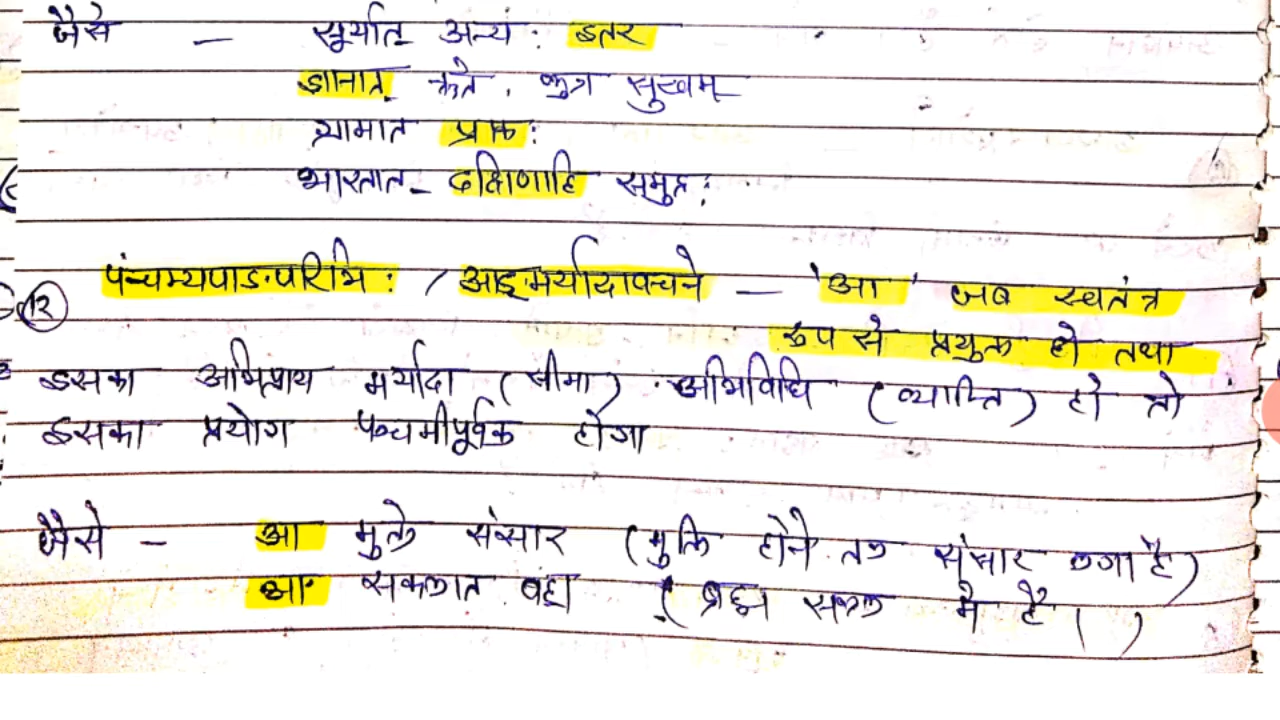 जैसे — सूर्यात् अन्य: इतर
ज्ञानात् ऋते , कुत्र सुखम्
ग्रामात प्राक:
भारतात- दक्षिणाहि समुद्र:
१२ पंन्चम्यपाङ.परिभि: / आङ्मर्यादावचने — 'आ' जब स्वतंत्र
रूप से प्रयुक्त हो तथा
इसका अभिप्राय मर्यादा (सीमा) अभिविधि (व्याप्ति) हो तो
इसका प्रयोग पञ्चमीपूर्वक होगा
जैसे — आ मुक्ते संसार (मुक्ति होने तक संसार लगा है)
आ सकलात ब्रह्म (ब्रह्म सकल में है।)